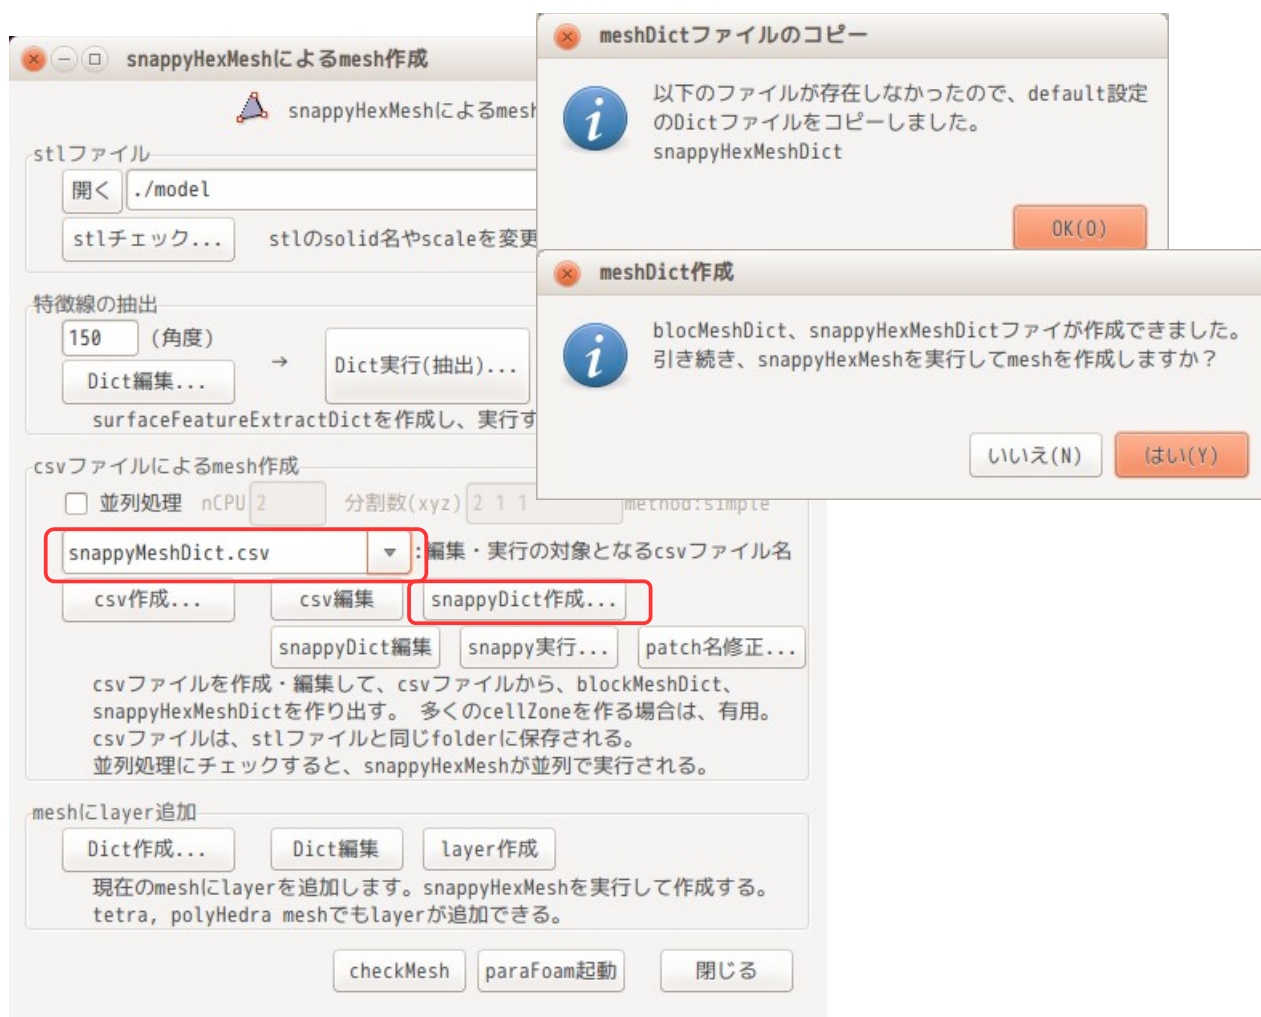 snappyHexMeshによるmesh作成
snappyHexMeshによるmesh
stlファイル
開く ./model
stlチェック... stlのsolid名やscaleを変更
特徴線の抽出
150 (角度)
→ Dict実行(抽出)...
Dict編集...
surfaceFeatureExtractDictを作成し、実行す
csvファイルによるmesh作成
並列処理 nCPU 2 分割数(xyz) 2 1 1 method:simple
snappyMeshDict.csv :編集・実行の対象となるcsvファイル名
csv作成... csv編集 snappyDict作成...
snappyDict編集 snappy実行... patch名修正...
csvファイルを作成・編集して、csvファイルから、blockMeshDict、
snappyHexMeshDictを作り出す。 多くのcellZoneを作る場合は、有用。
csvファイルは、stlファイルと同じfolderに保存される。
並列処理にチェックすると、snappyHexMeshが並列で実行される。
meshにlayer追加
Dict作成... Dict編集 layer作成
現在のmeshにlayerを追加します。snappyHexMeshを実行して作成する。
tetra, polyHedra meshでもlayerが追加できる。
checkMesh paraFoam起動 閉じる
meshDictファイルのコピー
以下のファイルが存在しなかったので、default設定
のDictファイルをコピーしました。
snappyHexMeshDict
OK(O)
meshDict作成
blocMeshDict、snappyHexMeshDictファイが作成できました。
引き続き、snappyHexMeshを実行してmeshを作成しますか？
いいえ(N) はい(Y)